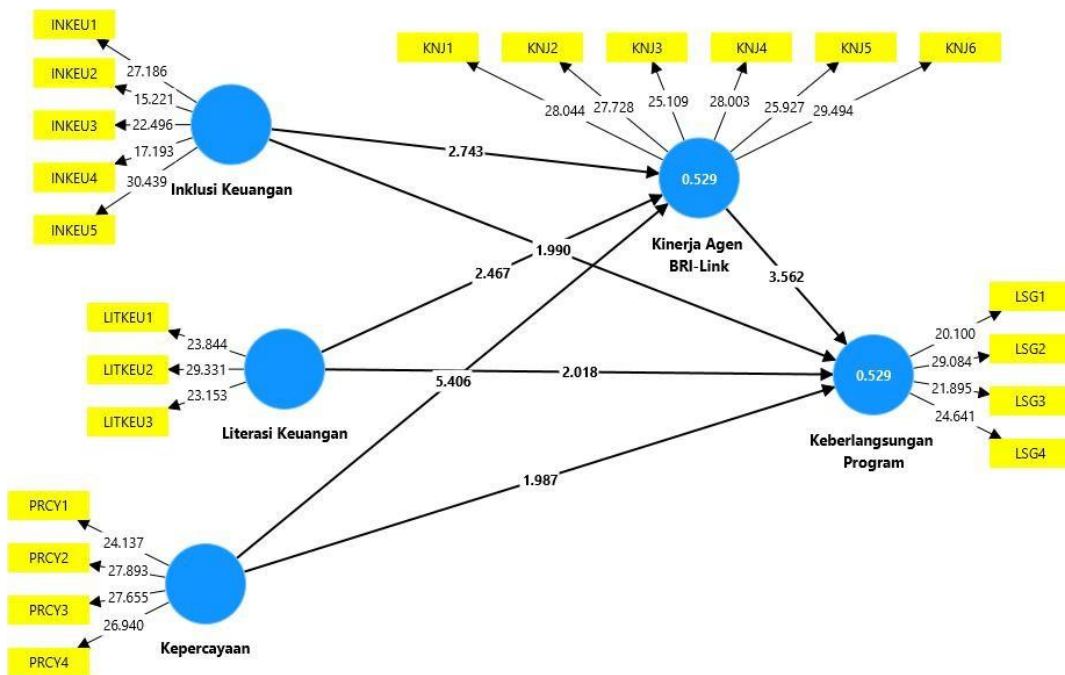 INKEU1
INKEU2
INKEU3
INKEU4
INKEU5
27.186
15.221
22.496
17.193
30.439
Inklusi Keuangan
KNJ1
KNJ2
KNJ3
KNJ4
KNJ5
KNJ6
28.044
27.728
25.109
28.003
25.927
29.494
0.529
Kinerja Agen
BRI-Link
2.743
1.990
2.467
3.562
LITKEU1
LITKEU2
LITKEU3
23.844
29.331
23.153
Literasi Keuangan
5.406
2.018
1.987
0.529
Keberlangsungan
Program
LSG1
LSG2
LSG3
LSG4
20.100
29.084
21.895
24.641
PRCY1
PRCY2
PRCY3
PRCY4
24.137
27.893
27.655
26.940
Kepercayaan